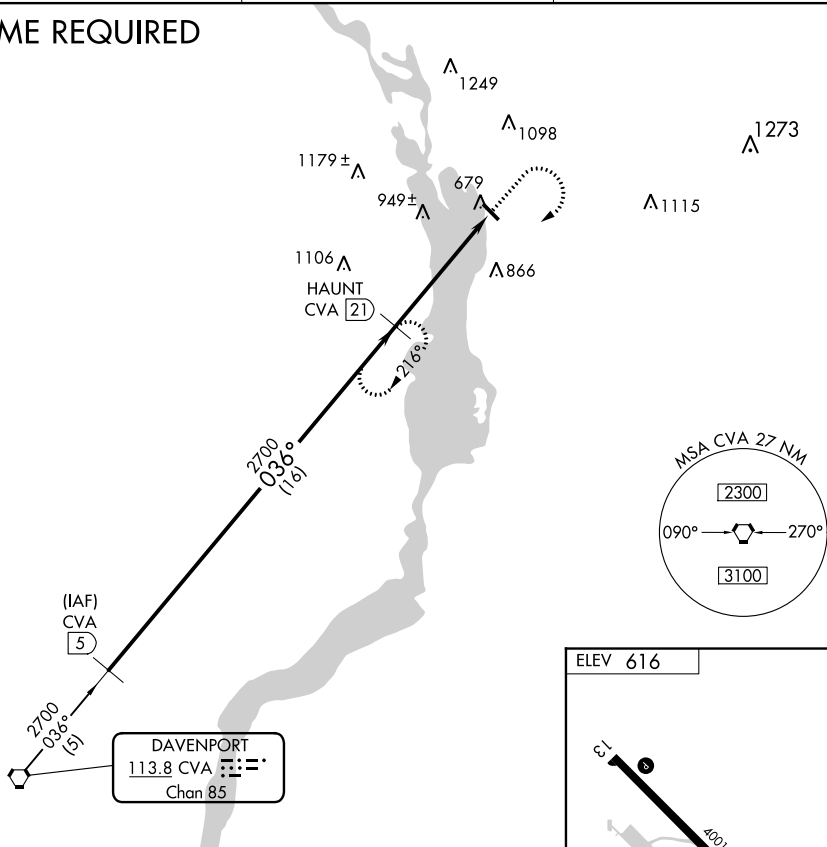 ME REQUIRED
1249
1098
1273
1179 ±
949 ±
679
1115
1106
866
HAUNT
CVA 21
216°
2700
036°
(16)
MSA CVA 27 NM
2300
090°
270°
3100
(IAF)
CVA
5
2700
036°
(5)
DAVENPORT
113.8 CVA
Chan 85
ELEV 616
13
P
4001